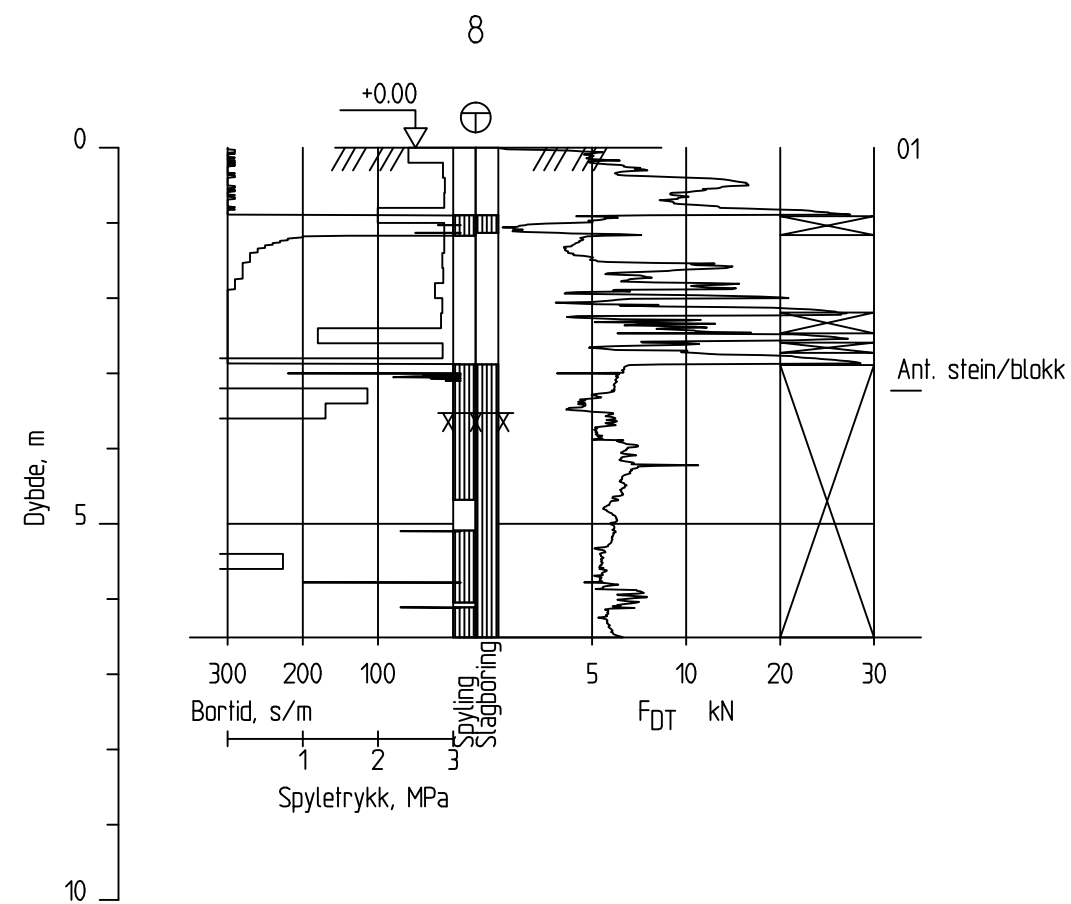 8
+0.00
0
01
Ant. stein/blokk
Dybde, m
5
300 200 100
5 10 20 30
Bortid, s/m
Spyling
Slagboring
FDT kN
1 2 3
Spyletrykk, MPa
10